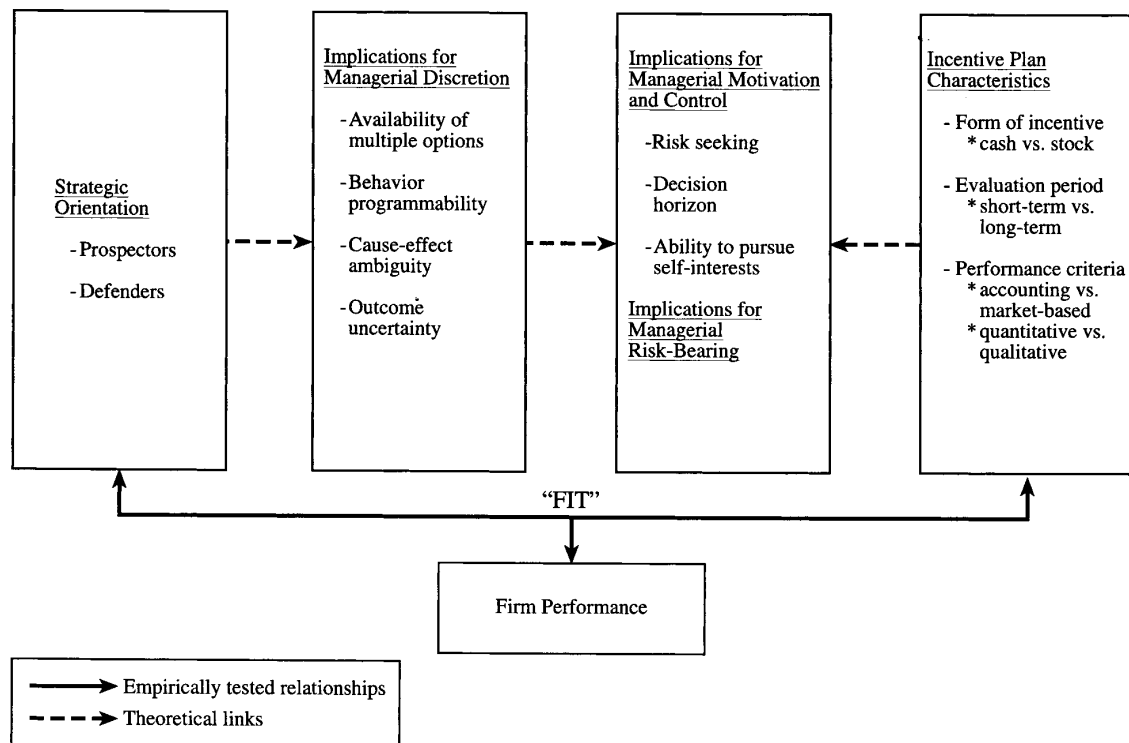 Strategic
Orientation
- Prospectors
- Defenders
Implications for
Managerial Discretion
- Availability of
multiple options
- Behavior
programmability
- Cause-effect
ambiguity
- Outcome
uncertainty
Implications for
Managerial Motivation
and Control
- Risk seeking
- Decision
horizon
- Ability to pursue
self-interests
Implications for
Managerial
Risk-Bearing
Incentive Plan
Characteristics
- Form of incentive
* cash vs. stock
- Evaluation period
* short-term vs.
long-term
- Performance criteria
* accounting vs.
market-based
* quantitative vs.
qualitative
“FIT”
Firm Performance
Empirically tested relationships
Theoretical links